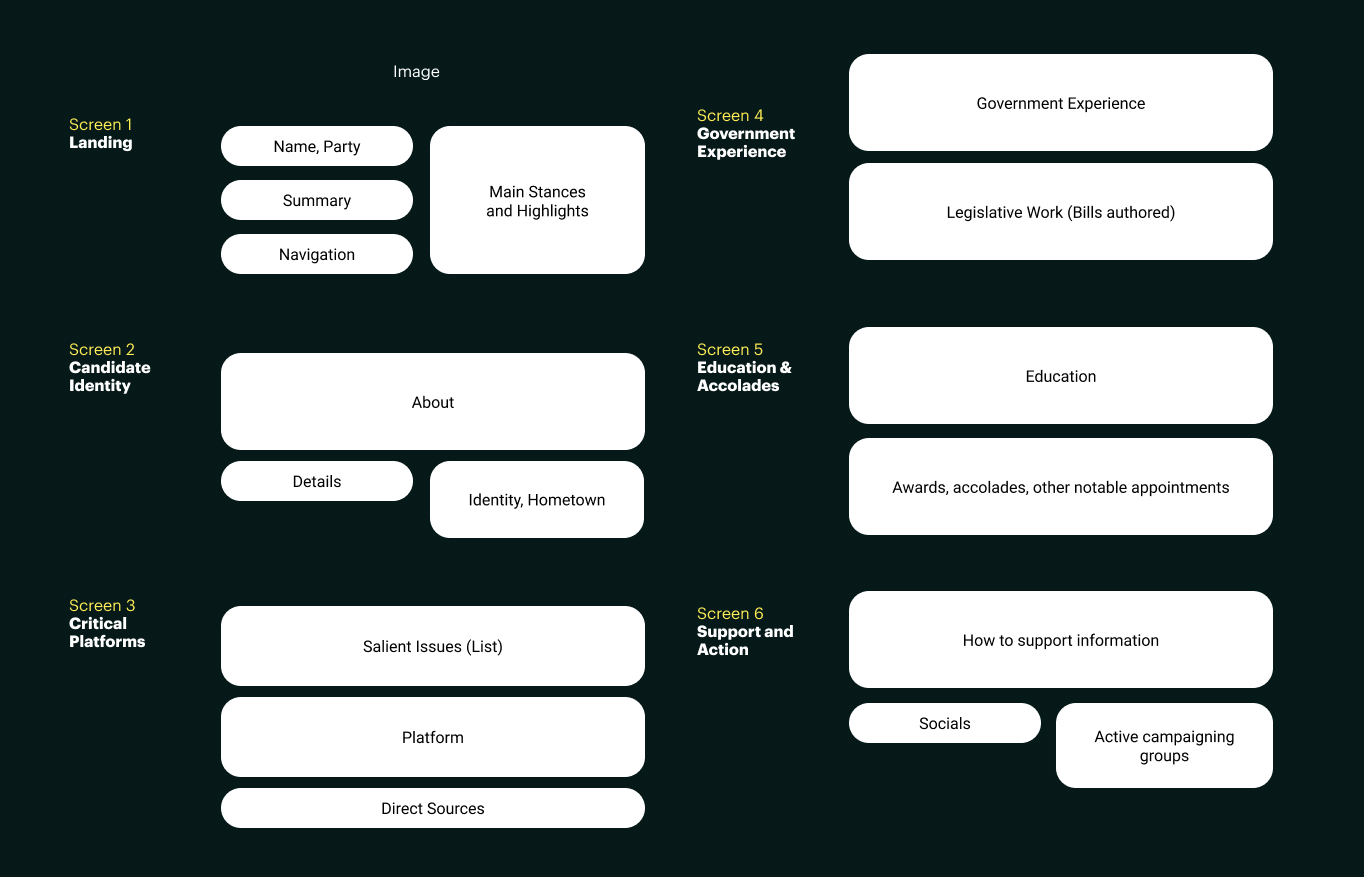 Image
Screen 1
Landing
Name, Party
Summary
Navigation
Main Stances
and Highlights
Screen 2
Candidate
Identity
About
Details
Identity, Hometown
Screen 3
Critical
Platforms
Salient Issues (List)
Platform
Direct Sources
Screen 4
Government
Experience
Government Experience
Legislative Work (Bills authored)
Screen 5
Education &
Accolades
Education
Awards, accolades, other notable appointments
Screen 6
Support and
Action
How to support information
Socials
Active campaigning
groups